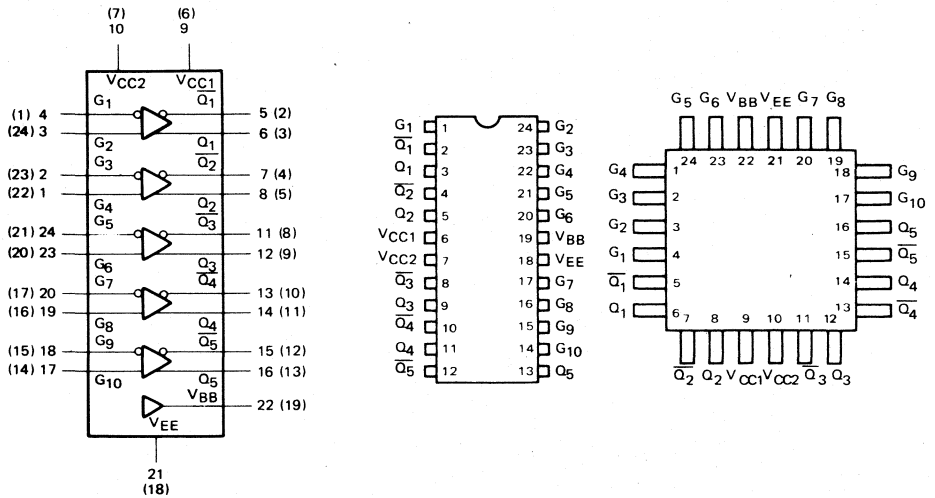 (7) (6)
10 9
VCC2 VCC1
G1 Q̅1
(1) 4 5 (2)
(24) 3 6 (3)
G2 Q1
G3 Q̅2
(23) 2 7 (4)
(22) 1 8 (5)
G4 Q2
G5 Q̅3
(21) 24 11 (8)
(20) 23 12 (9)
G6 Q3
G7 Q̅4
(17) 20 13 (10)
(16) 19 14 (11)
G8 Q4
G9 Q̅5
(15) 18 15 (12)
(14) 17 16 (13)
G10 Q5
VBB
22 (19)
VEE
21
(18)
G1 1 24 G2
Q̅1 2 23 G3
Q1 3 22 G4
Q̅2 4 21 G5
Q2 5 20 G6
VCC1 6 19 VBB
VCC2 7 18 VEE
Q̅3 8 17 G7
Q3 9 16 G8
Q̅4 10 15 G9
Q4 11 14 G10
Q̅5 12 13 Q5
G5 G6 VBB VEE G7 G8
24 23 22 21 20 19
G4 1 18 G9
G3 2 17 G10
G2 3 16 Q5
G1 4 15 Q̅5
Q̅1 5 14 Q4
Q1 6 13 Q̅4
7 8 9 10 11 12
Q̅2 Q2 VCC1 VCC2 Q̅3 Q3